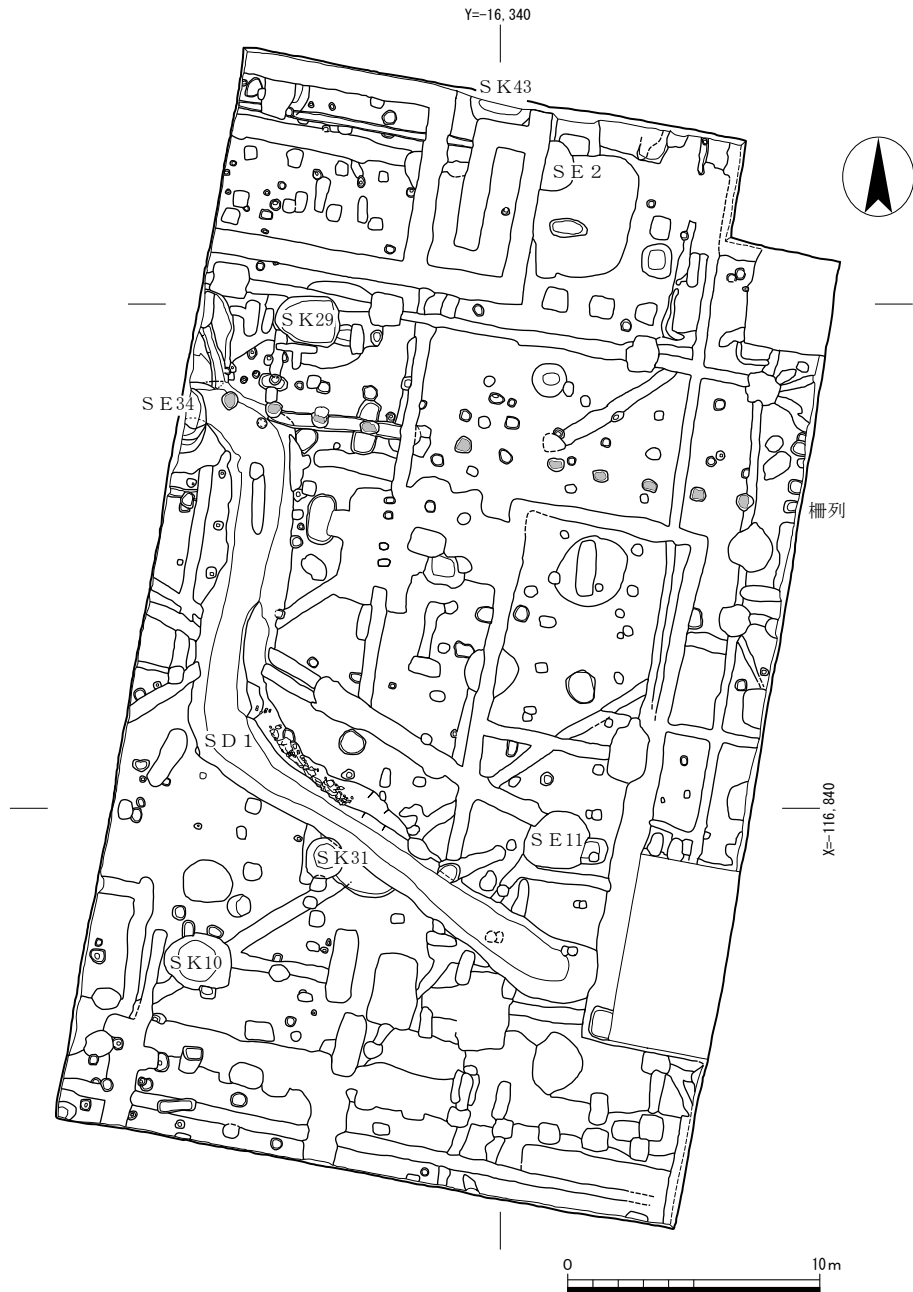 Y=-16,340
SK43
SE2
SK29
SE34
柵列
SD1
X=-116,840
SE11
SK31
SK10
0 10m